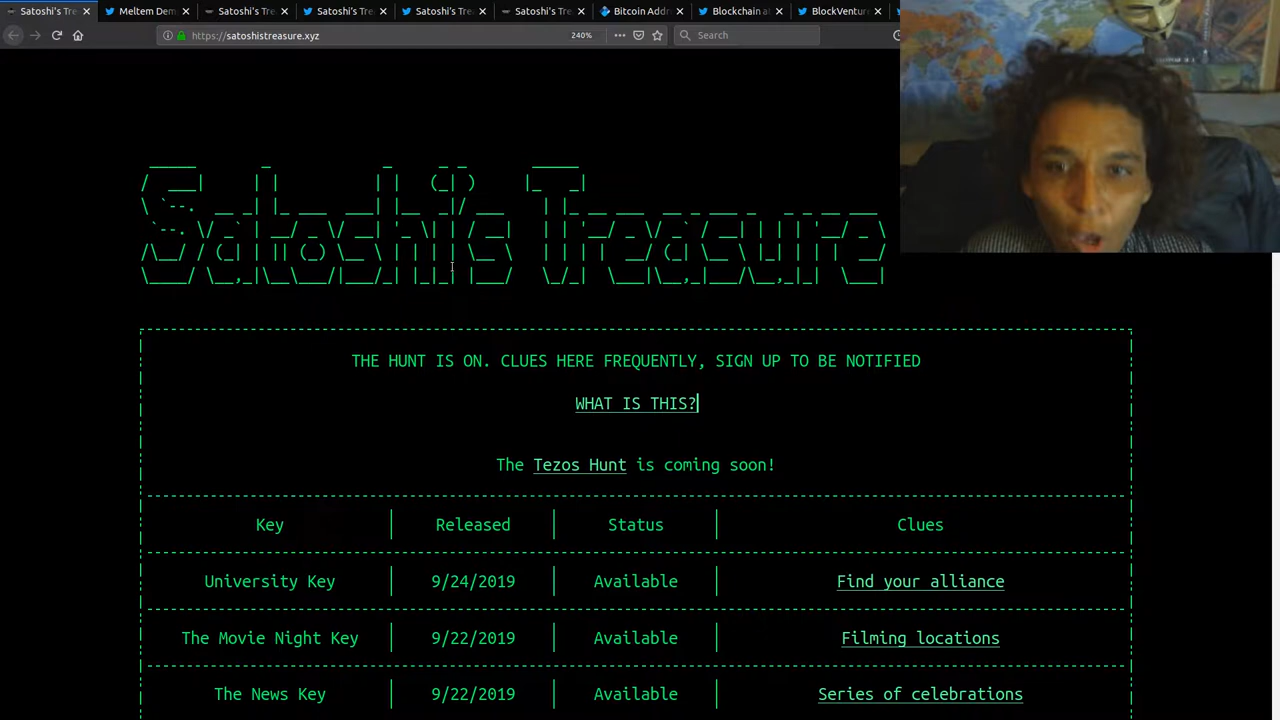 Satoshi's Tre
Meltem Dem
Satoshi's Tre
Satoshi's Tre
Satoshi's Trea
Satoshi's Tre
Bitcoin Addr
Blockchain al
BlockVentur
https://satoshistreasure.xyz
240%
Search
Satoshi's Treasure
THE HUNT IS ON. CLUES HERE FREQUENTLY, SIGN UP TO BE NOTIFIED
WHAT IS THIS?
The Tezos Hunt is coming soon!
Key Released Status Clues
University Key 9/24/2019 Available Find your alliance
The Movie Night Key 9/22/2019 Available Filming locations
The News Key 9/22/2019 Available Series of celebrations